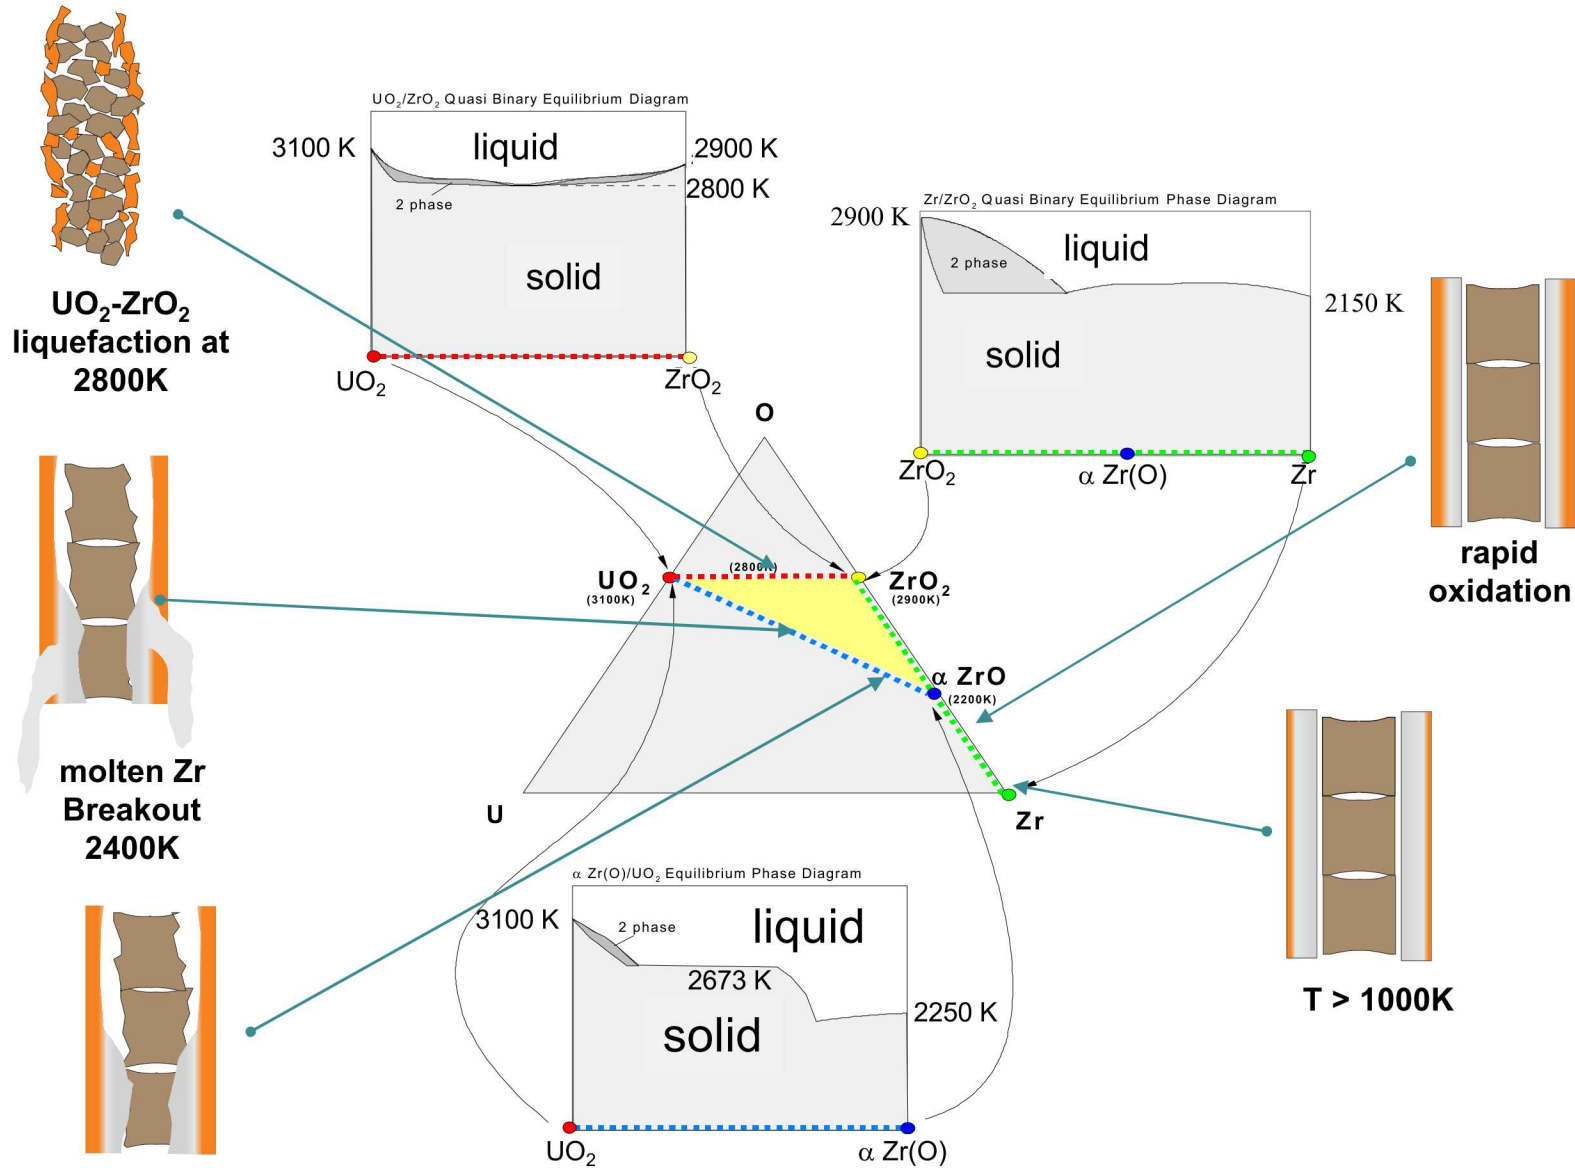 UO₂/ZrO₂ Quasi Binary Equilibrium Diagram
3100 K
liquid
2900 K
2800 K
2 phase
solid
UO₂
ZrO₂
Zr/ZrO₂ Quasi Binary Equilibrium Phase Diagram
2900 K
liquid
2 phase
2150 K
solid
ZrO₂
α Zr(O)
Zr
UO₂-ZrO₂
liquefaction at
2800K
rapid
oxidation
O
(2800K)
UO₂
(3100K)
ZrO₂
(2900K)
α ZrO
(2200K)
U
Zr
molten Zr
Breakout
2400K
T > 1000K
α Zr(O)/UO₂ Equilibrium Phase Diagram
3100 K
2 phase
liquid
2673 K
2250 K
solid
UO₂
α Zr(O)